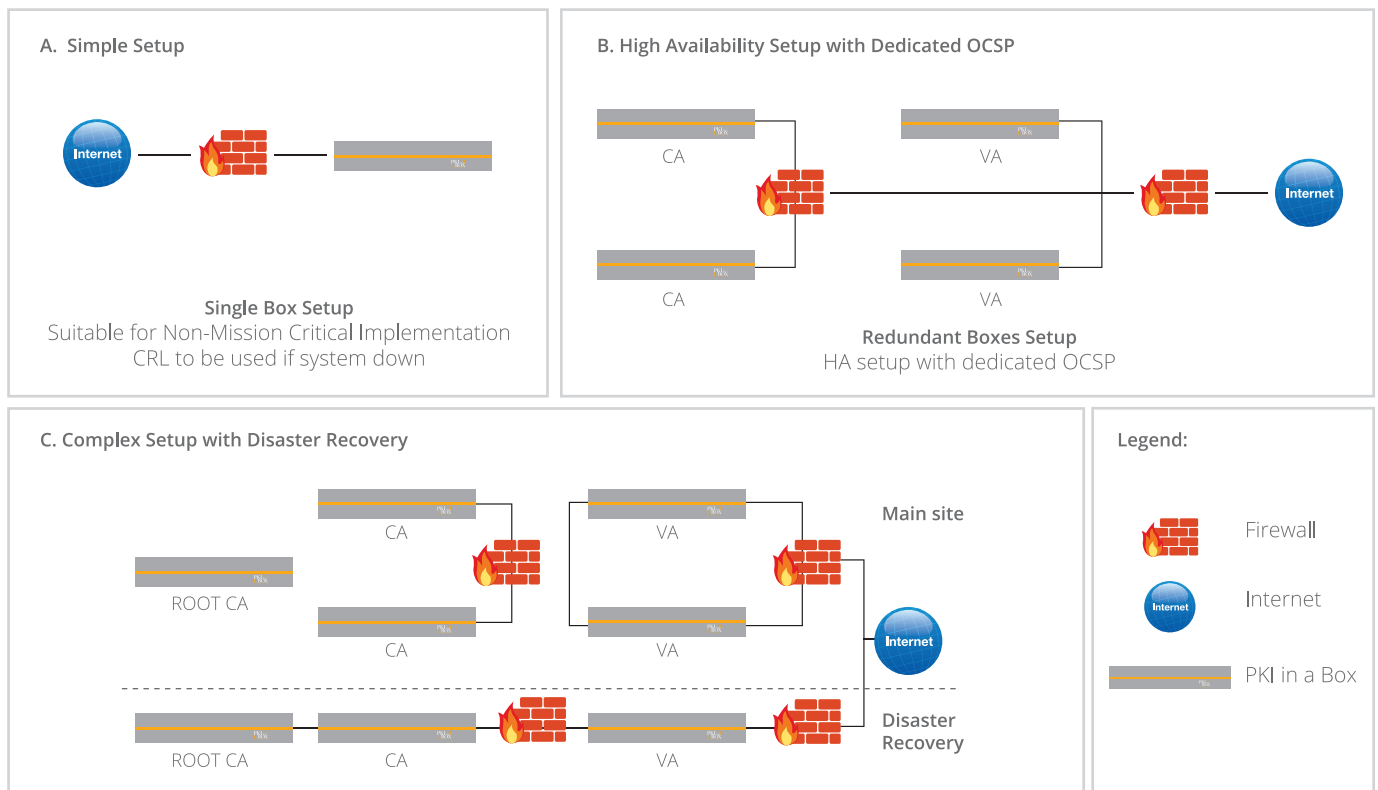 A. Simple Setup
Internet
Single Box Setup
Suitable for Non-Mission Critical Implementation
CRL to be used if system down
B. High Availability Setup with Dedicated OCSP
CA
VA
Internet
CA
VA
Redundant Boxes Setup
HA setup with dedicated OCSP
C. Complex Setup with Disaster Recovery
CA
VA
Main site
ROOT CA
CA
VA
Internet
ROOT CA
CA
VA
Disaster
Recovery
Legend:
Firewall
Internet
Internet
PKI in a Box